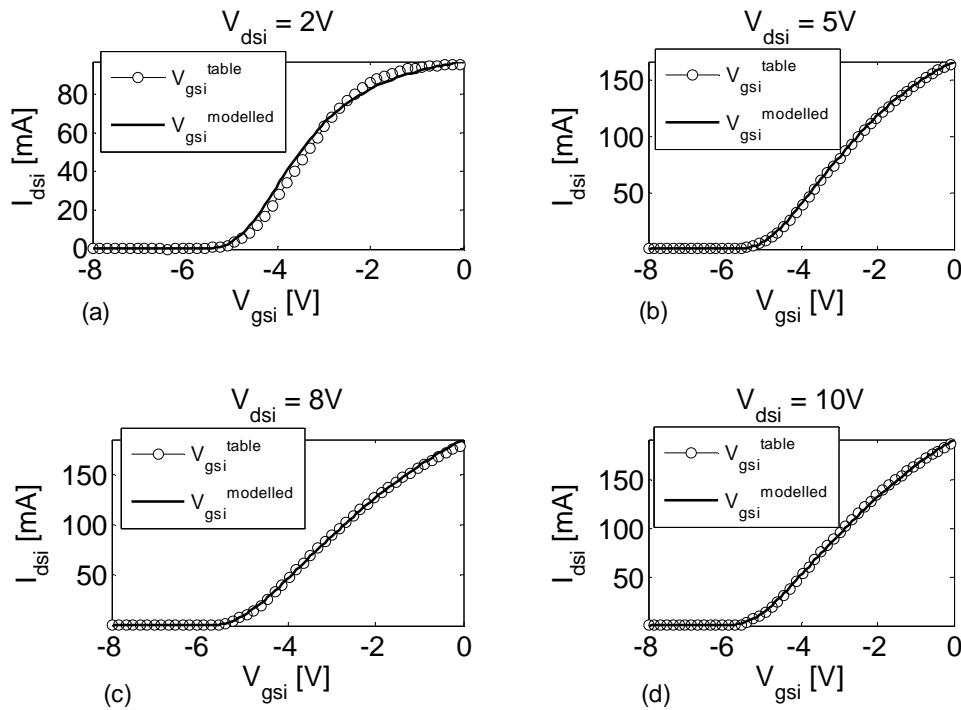 V_dsi = 2V
V_gsi^table
V_gsi^modelled
80
60
40
20
0
I_dsi [mA]
-8 -6 -4 -2 0
V_gsi [V]
(a)
V_dsi = 5V
V_gsi^table
V_gsi^modelled
150
100
50
I_dsi [mA]
-8 -6 -4 -2 0
V_gsi [V]
(b)
V_dsi = 8V
V_gsi^table
V_gsi^modelled
150
100
50
I_dsi [mA]
-8 -6 -4 -2 0
V_gsi [V]
(c)
V_dsi = 10V
V_gsi^table
V_gsi^modelled
150
100
50
I_dsi [mA]
-8 -6 -4 -2 0
V_gsi [V]
(d)